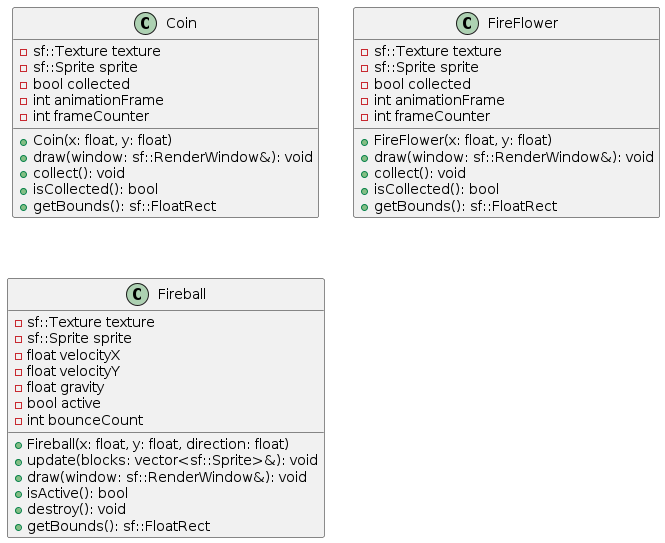 C Coin
sf::Texture texture
sf::Sprite sprite
bool collected
int animationFrame
int frameCounter
Coin(x: float, y: float)
draw(window: sf::RenderWindow&): void
collect(): void
isCollected(): bool
getBounds(): sf::FloatRect
C FireFlower
sf::Texture texture
sf::Sprite sprite
bool collected
int animationFrame
int frameCounter
FireFlower(x: float, y: float)
draw(window: sf::RenderWindow&): void
collect(): void
isCollected(): bool
getBounds(): sf::FloatRect
C Fireball
sf::Texture texture
sf::Sprite sprite
float velocityX
float velocityY
float gravity
bool active
int bounceCount
Fireball(x: float, y: float, direction: float)
update(blocks: vector<sf::Sprite>&): void
draw(window: sf::RenderWindow&): void
isActive(): bool
destroy(): void
getBounds(): sf::FloatRect